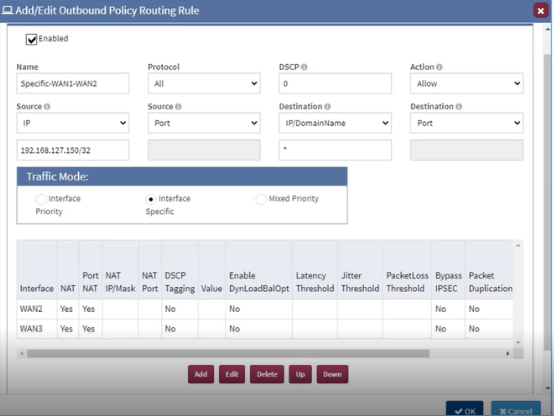 Add/Edit Outbound Policy Routing Rule
Enabled
Name Protocol DSCP Action
Specific-WAN1-WAN2 All 0 Allow
Source Source Destination Destination
IP Port IP/DomainName Port
192.168.127.150/32 *
Traffic Mode:
Interface Interface Mixed Priority
Priority Specific
Port NAT NAT DSCP Enable Latency Jitter PacketLoss Bypass Packet
Interface NAT NAT IP/Mask Port Tagging Value DynLoadBalOpt Threshold Threshold Threshold IPSEC Duplication
WAN2 Yes Yes No No No No
WAN3 Yes Yes No No No No
Add Edit Delete Up Down
OK Cancel